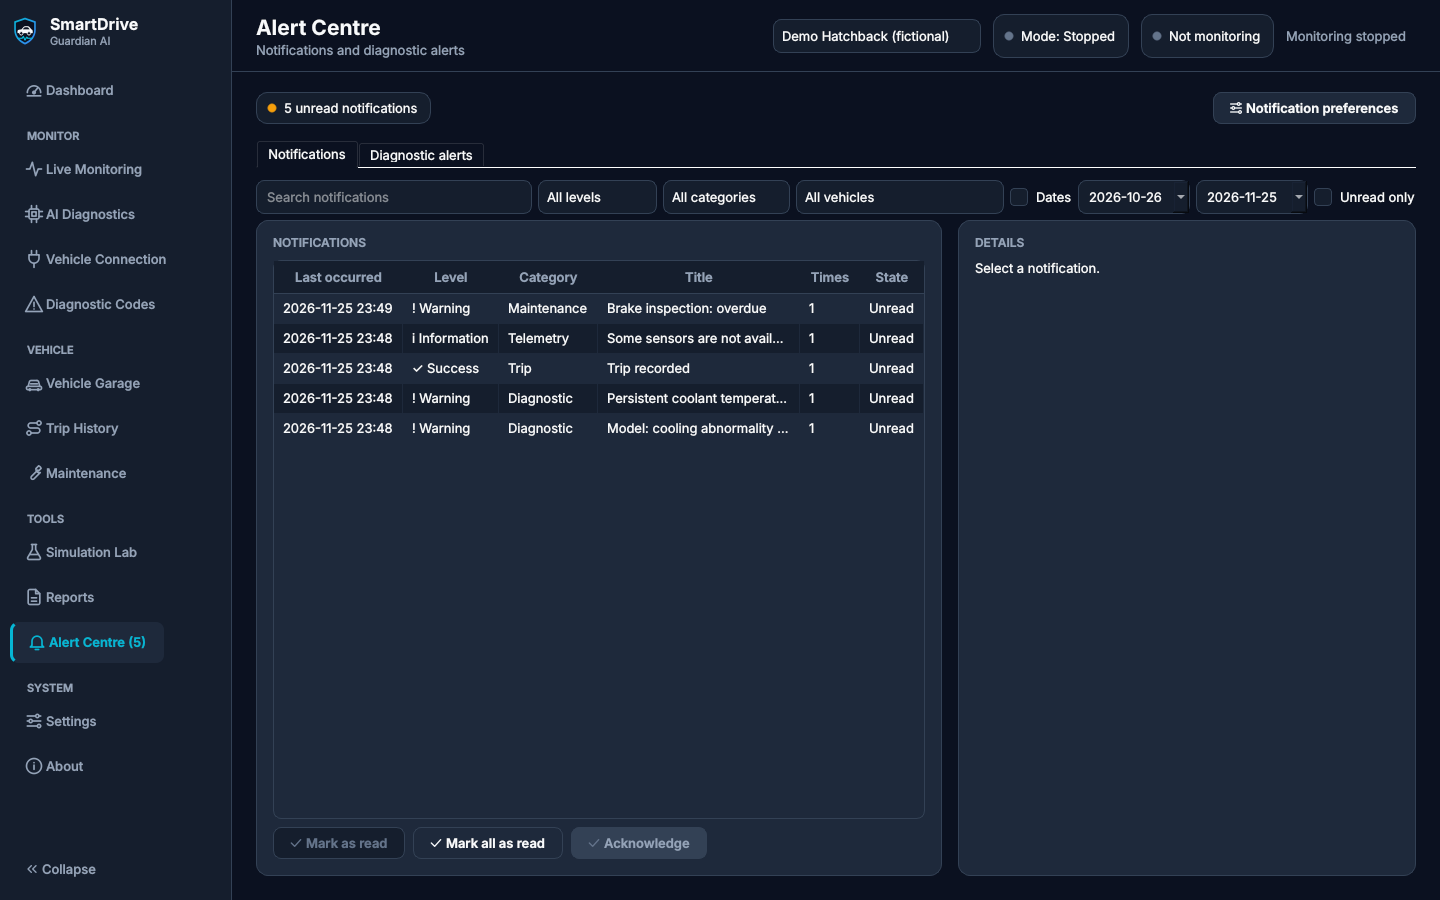 SmartDrive
Guardian AI
Dashboard
MONITOR
Live Monitoring
AI Diagnostics
Vehicle Connection
Diagnostic Codes
VEHICLE
Vehicle Garage
Trip History
Maintenance
TOOLS
Simulation Lab
Reports
Alert Centre (5)
SYSTEM
Settings
About
Collapse
Alert Centre
Notifications and diagnostic alerts
Demo Hatchback (fictional)
Mode: Stopped
Not monitoring
Monitoring stopped
5 unread notifications
Notification preferences
Notifications
Diagnostic alerts
Search notifications
All levels
All categories
All vehicles
Dates
2026-10-26
2026-11-25
Unread only
NOTIFICATIONS
Last occurred Level Category Title Times State
2026-11-25 23:49 ! Warning Maintenance Brake inspection: overdue 1 Unread
2026-11-25 23:48 i Information Telemetry Some sensors are not avail... 1 Unread
2026-11-25 23:48 ✓ Success Trip Trip recorded 1 Unread
2026-11-25 23:48 ! Warning Diagnostic Persistent coolant temperat... 1 Unread
2026-11-25 23:48 ! Warning Diagnostic Model: cooling abnormality ... 1 Unread
Mark as read
Mark all as read
Acknowledge
DETAILS
Select a notification.